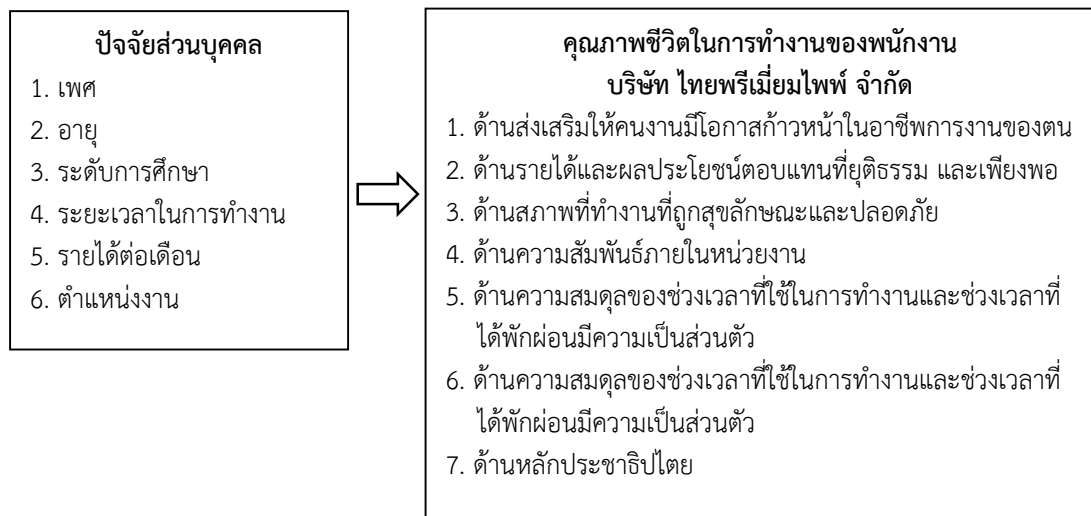 ปัจจัยส่วนบุคคล
1. เพศ
2. อายุ
3. ระดับการศึกษา
4. ระยะเวลาในการทำงาน
5. รายได้ต่อเดือน
6. ตำแหน่งงาน
คุณภาพชีวิตในการทำงานของพนักงาน
บริษัท ไทยพรีเมี่ยมไพพ์ จำกัด
1. ด้านส่งเสริมให้คนงานมีโอกาสก้าวหน้าในอาชีพการงานของตน
2. ด้านรายได้และผลประโยชน์ตอบแทนที่ยุติธรรม และเพียงพอ
3. ด้านสภาพที่ทำงานที่ถูกสุขลักษณะและปลอดภัย
4. ด้านความสัมพันธ์ภายในหน่วยงาน
5. ด้านความสมดุลของช่วงเวลาที่ใช้ในการทำงานและช่วงเวลาที่
ได้พักผ่อนมีความเป็นส่วนตัว
6. ด้านความสมดุลของช่วงเวลาที่ใช้ในการทำงานและช่วงเวลาที่
ได้พักผ่อนมีความเป็นส่วนตัว
7. ด้านหลักประชาธิปไตย